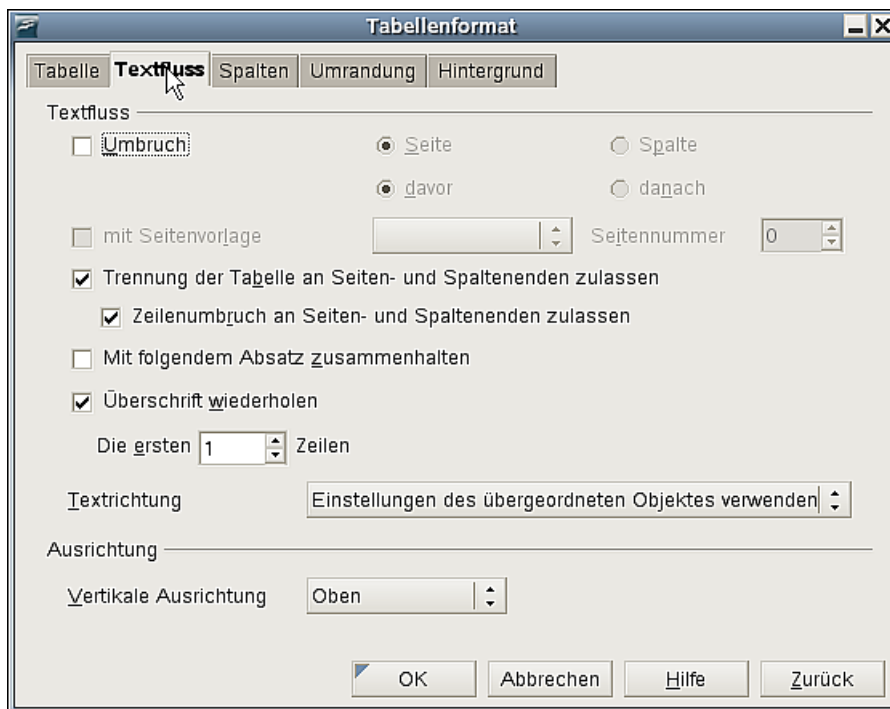 Tabellenformat
Tabelle Textfluss Spalten Umrandung Hintergrund
Textfluss
Umbruch Seite Spalte
davor danach
mit Seitenvorlage Seitennummer 0
Trennung der Tabelle an Seiten- und Spaltenenden zulassen
Zeilenumbruch an Seiten- und Spaltenenden zulassen
Mit folgendem Absatz zusammenhalten
Überschrift wiederholen
Die ersten 1 Zeilen
Textrichtung Einstellungen des übergeordneten Objektes verwenden
Ausrichtung
Vertikale Ausrichtung Oben
OK Abbrechen Hilfe Zurück